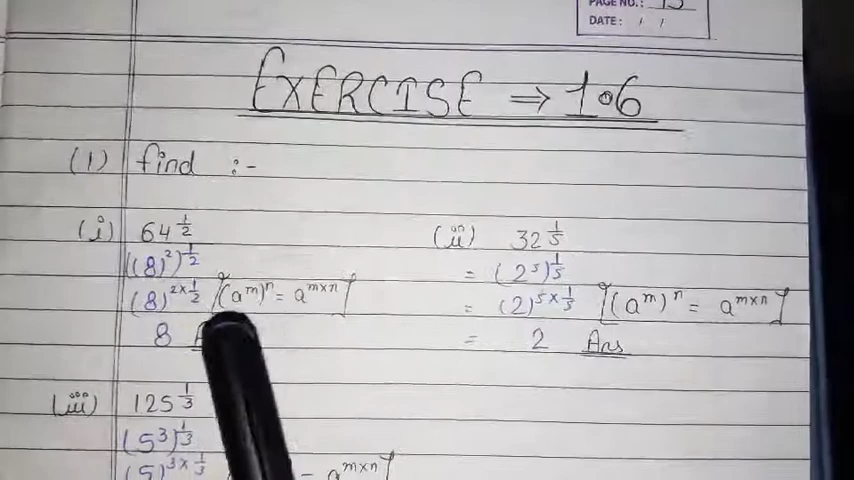 PAGE NO.:
DATE: / /
EXERCISE ⇒ 1.6
(1) find :-
(i) 64^(1/2)
((8)^2)^(1/2)
(8)^(2×1/2) [(a^m)^n = a^(m×n)]
8
(ii) 32^(1/5)
= (2^5)^(1/5)
= (2)^(5×1/5) [(a^m)^n = a^(m×n)]
= 2 Ans
(iii) 125^(1/3)
(5^3)^(1/3)
(5)^(3×1/3) = a^(m×n)]